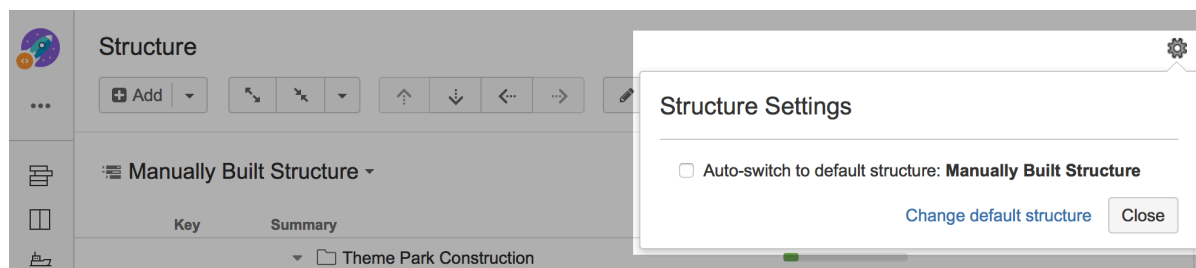 Structure
Add
Structure Settings
Manually Built Structure
Auto-switch to default structure: Manually Built Structure
Change default structure Close
Key Summary
Theme Park Construction